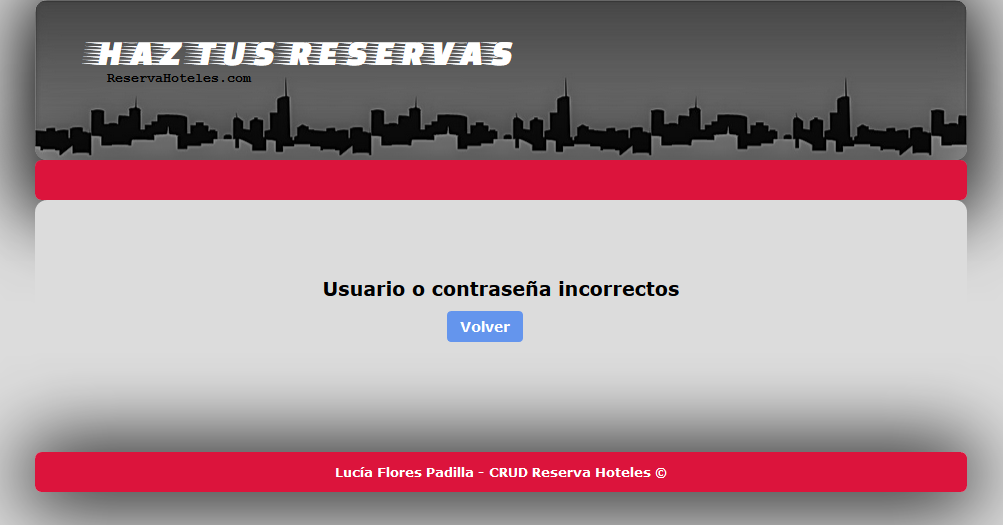 HAZ TUS RESERVAS
ReservaHoteles.com
Usuario o contraseña incorrectos
Volver
Lucía Flores Padilla - CRUD Reserva Hoteles ©